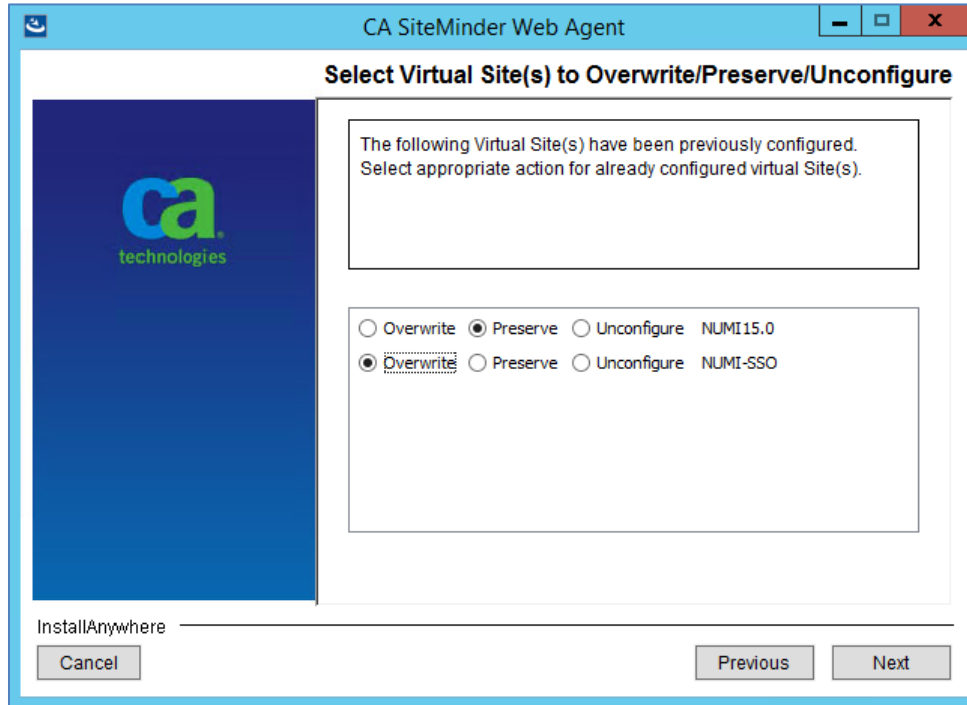 CA SiteMinder Web Agent
Select Virtual Site(s) to Overwrite/Preserve/Unconfigure
ca
technologies
The following Virtual Site(s) have been previously configured.
Select appropriate action for already configured virtual Site(s).
Overwrite Preserve Unconfigure NUMI15.0
Overwrite Preserve Unconfigure NUMI-SSO
InstallAnywhere
Cancel Previous Next